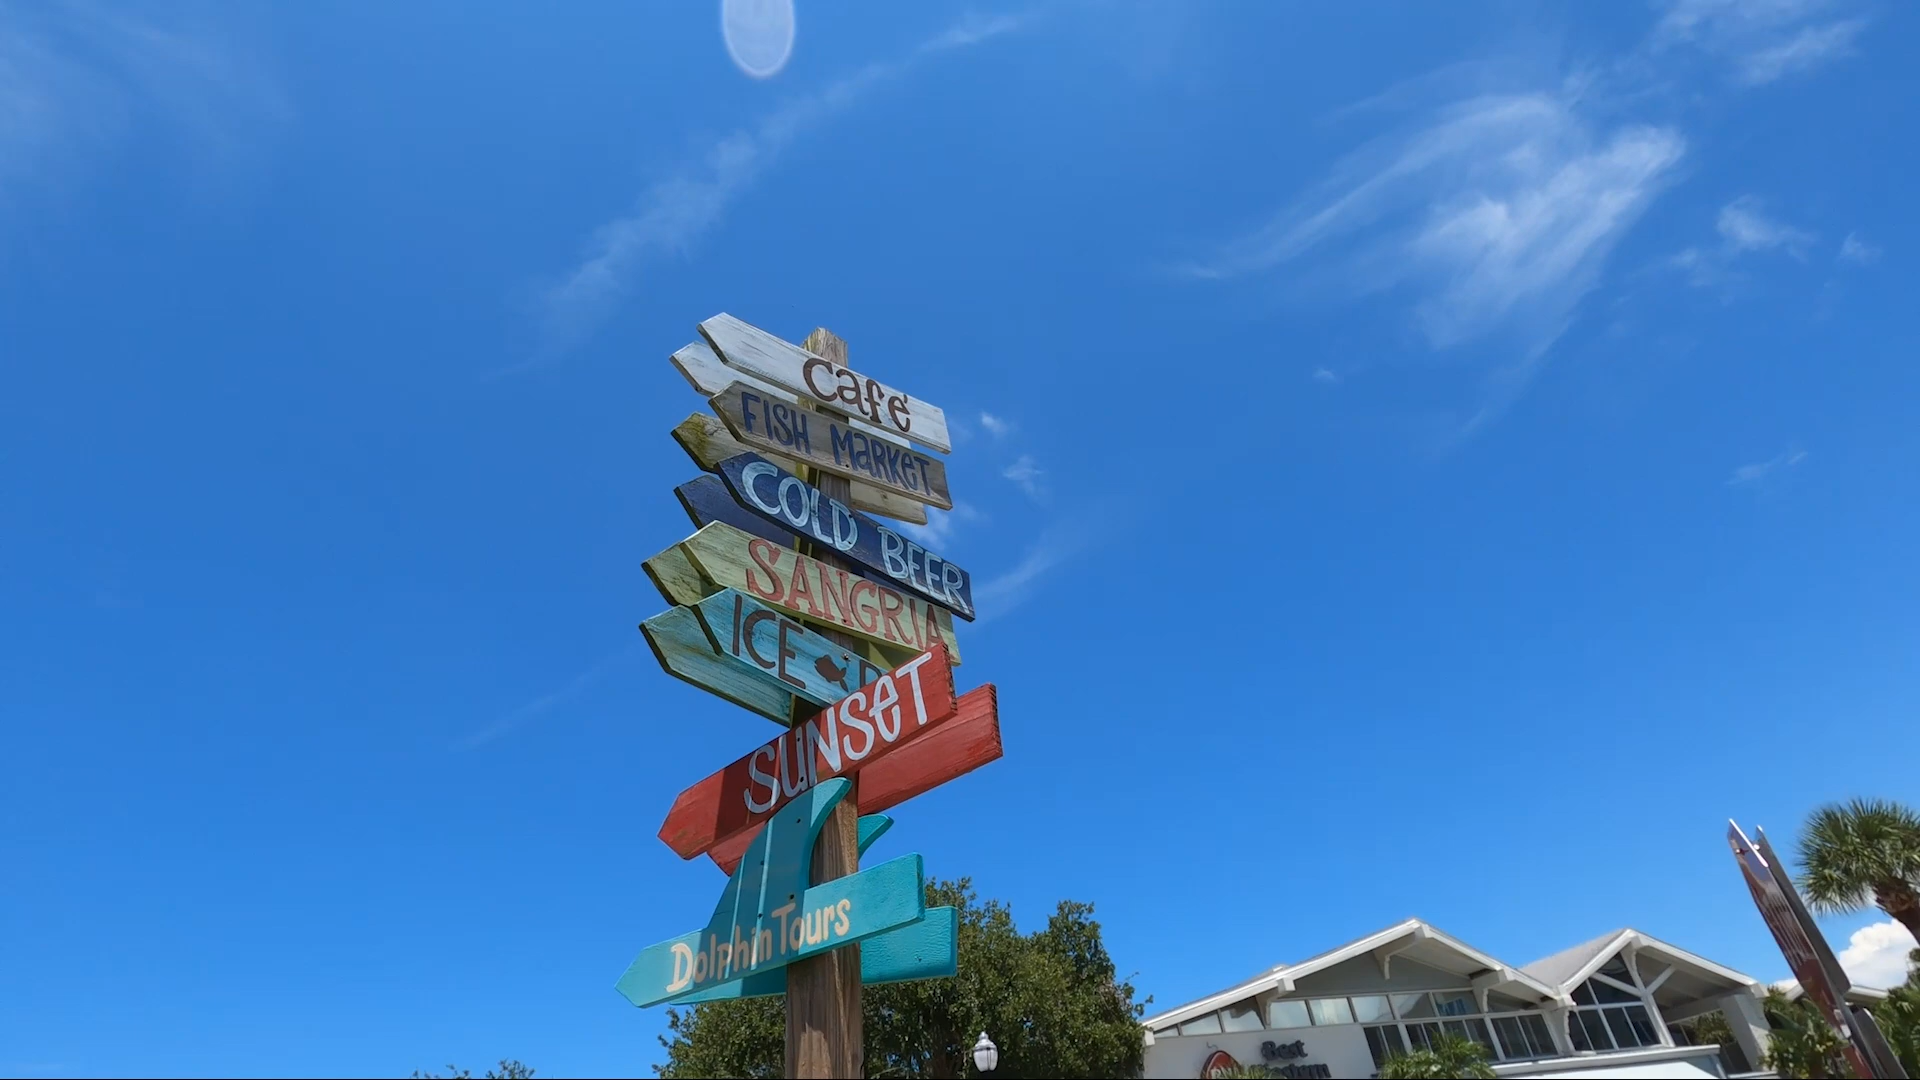 Café
FISH MARKET
COLD BEER
SANGRIA
ICE
SUNSET
Dolphin Tours
Best